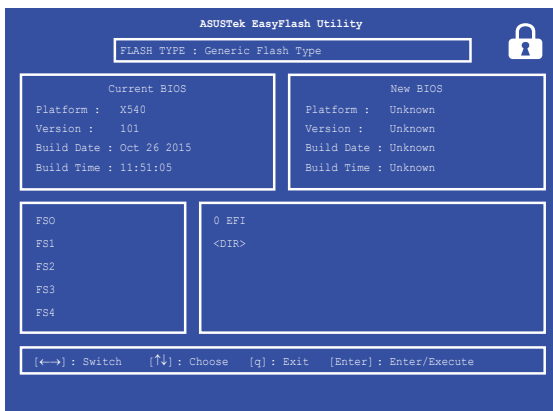 ASUSTek EasyFlash Utility
FLASH TYPE : Generic Flash Type
Current BIOS
Platform : X540
Version : 101
Build Date : Oct 26 2015
Build Time : 11:51:05
New BIOS
Platform : Unknown
Version : Unknown
Build Date : Unknown
Build Time : Unknown
FSO
FS1
FS2
FS3
FS4
0 EFI
<DIR>
[←→] : Switch [↑↓] : Choose [q] : Exit [Enter] : Enter/Execute